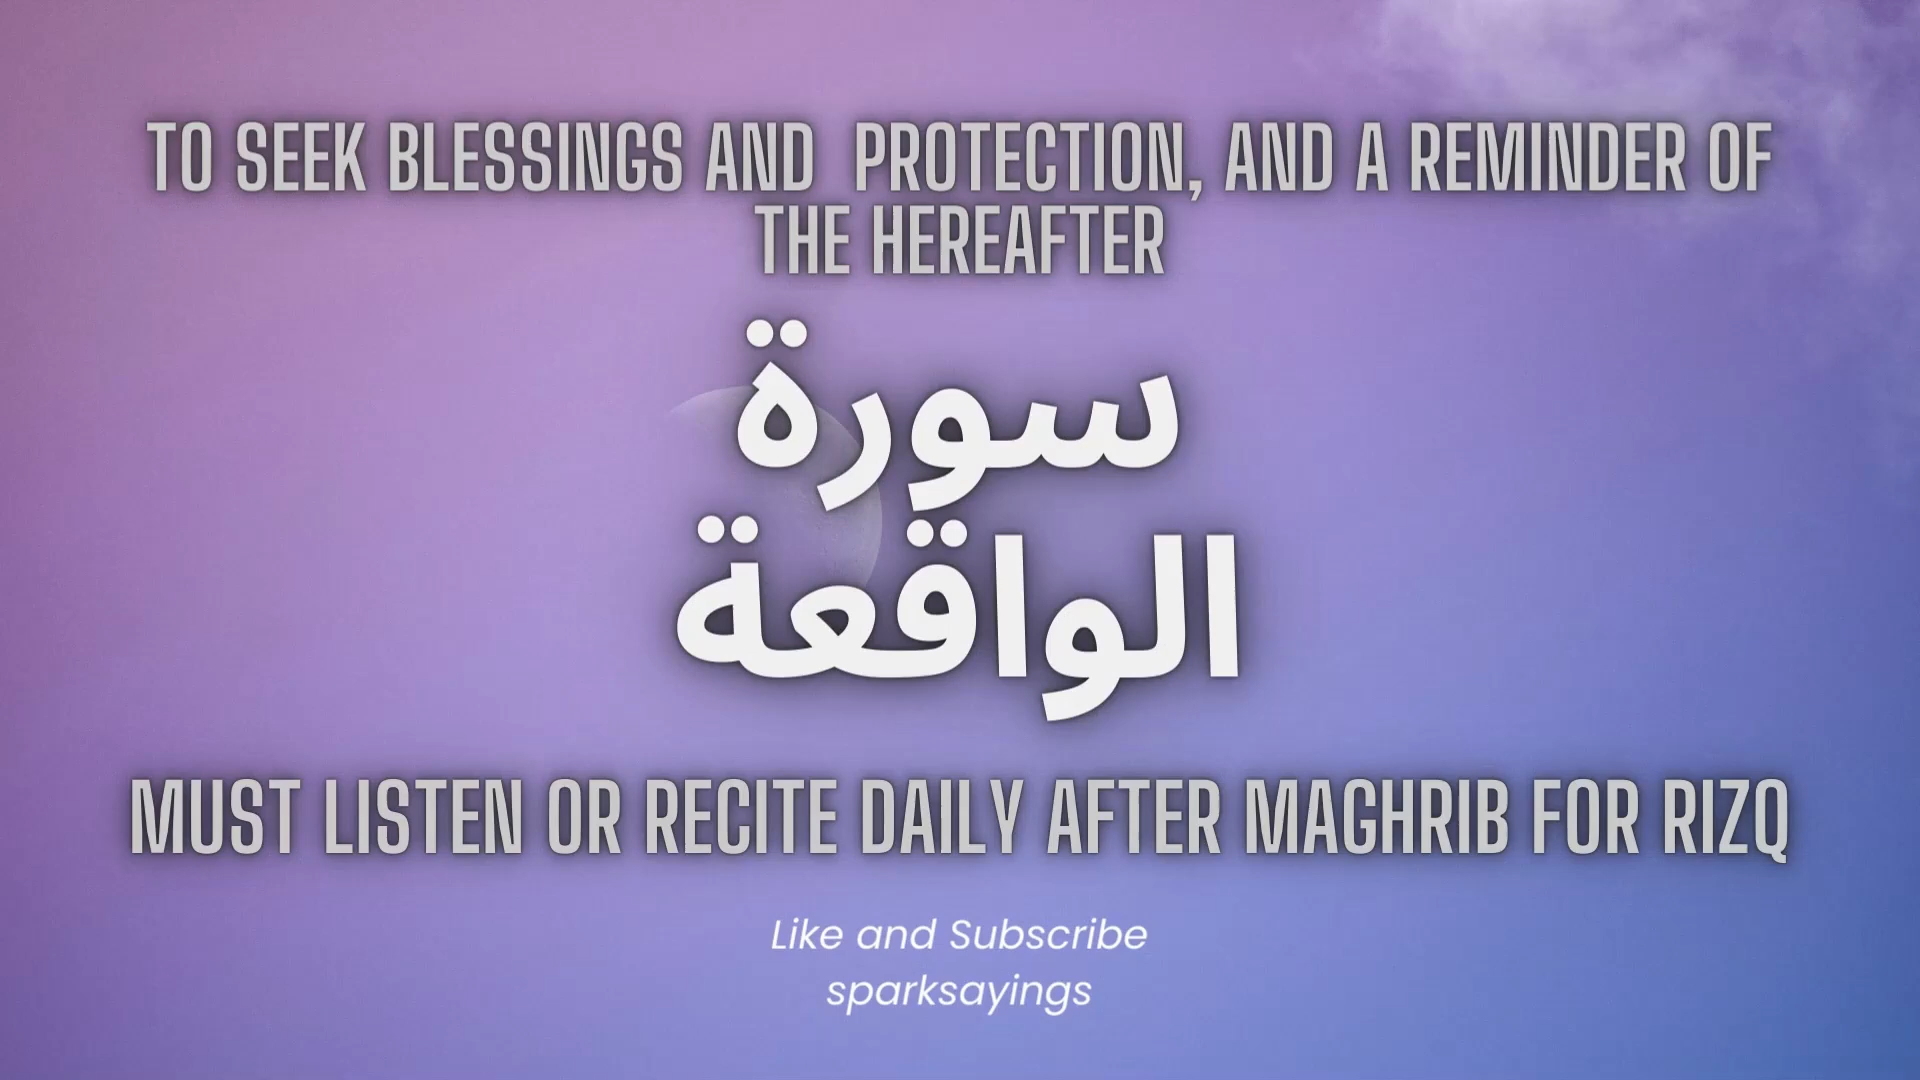 TO SEEK BLESSINGS AND PROTECTION, AND A REMINDER OF
THE HEREAFTER
سورة
الواقعة
MUST LISTEN OR RECITE DAILY AFTER MAGHRIB FOR RIZQ
Like and Subscribe
sparksayings